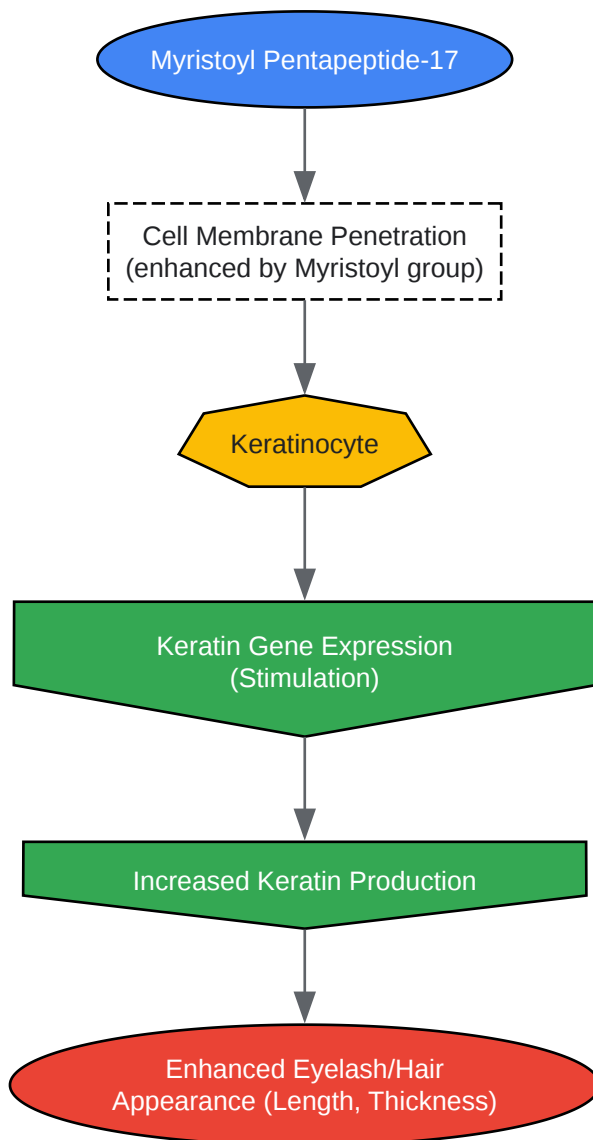 Myristoyl Pentapeptide-17
Cell Membrane Penetration
(enhanced by Myristoyl group)
Keratinocyte
Keratin Gene Expression
(Stimulation)
Increased Keratin Production
Enhanced Eyelash/Hair
Appearance (Length, Thickness)